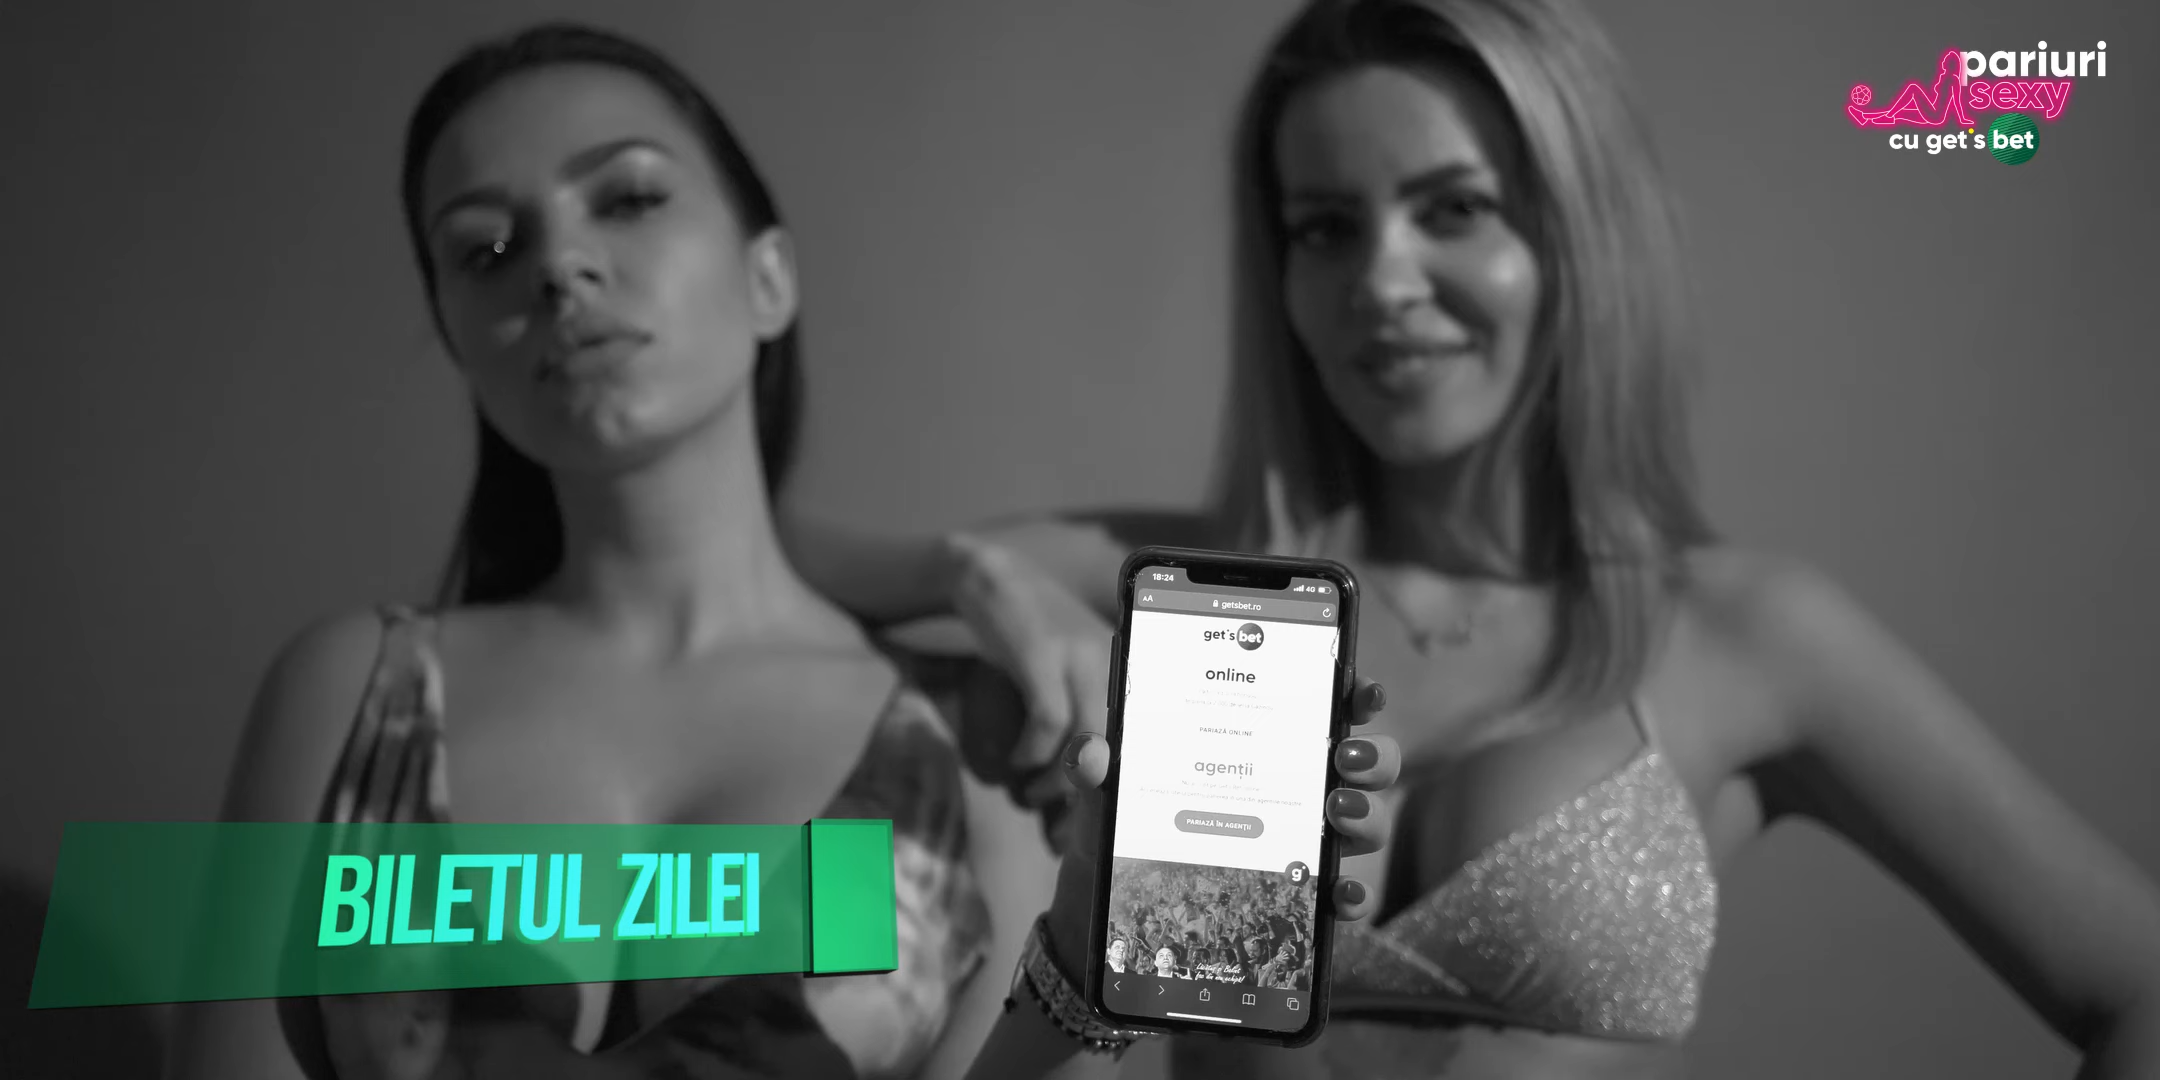 pariuri
sexy
cu get's bet
18:24
4G
AA
getsbet.ro
get's bet
online
PARIAZĂ ONLINE
agenții
PARIAZĂ ÎN AGENȚII
g
BILETUL ZILEI